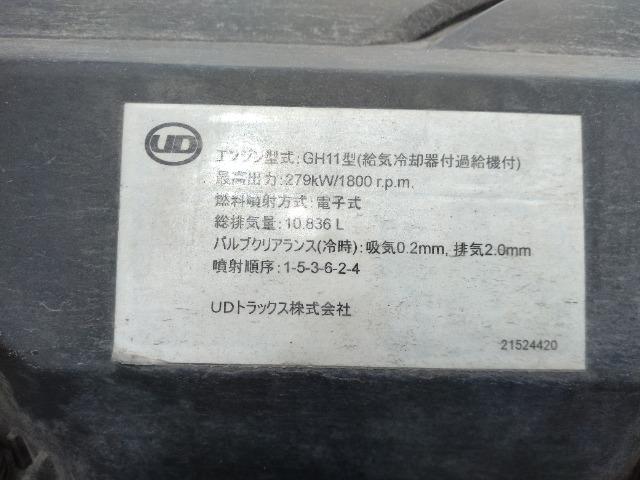 UD
エンジン型式:GH11型(給気冷却器付過給機付)
最高出力:279kW/1800 r.p.m.
燃料噴射方式:電子式
総排気量:10.836 L
バルブクリアランス(冷時):吸気0.2mm, 排気2.0mm
噴射順序:1-5-3-6-2-4
UDトラックス株式会社
21524420